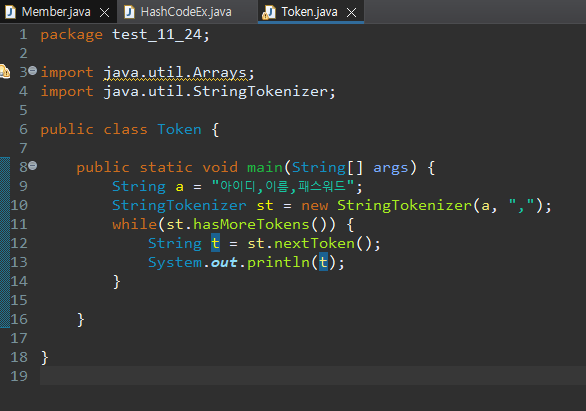 Member.java HashCodeEx.java Token.java
1 package test_11_24;
2
3 import java.util.Arrays;
4 import java.util.StringTokenizer;
5
6 public class Token {
7
8 public static void main(String[] args) {
9 String a = "아이디,이름,패스워드";
10 StringTokenizer st = new StringTokenizer(a, ",");
11 while(st.hasMoreTokens()) {
12 String t = st.nextToken();
13 System.out.println(t);
14 }
15
16 }
17
18 }
19